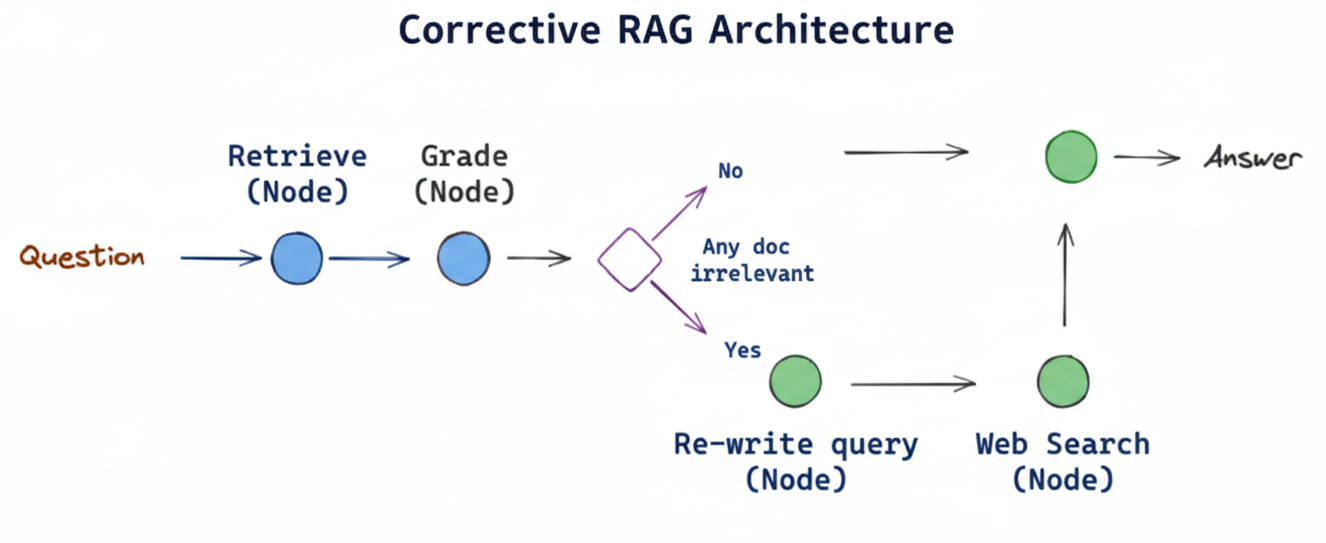 Corrective RAG Architecture
Retrieve
(Node)
Grade
(Node)
No
Answer
Question
Any doc
irrelevant
Yes
Re-write query
(Node)
Web Search
(Node)